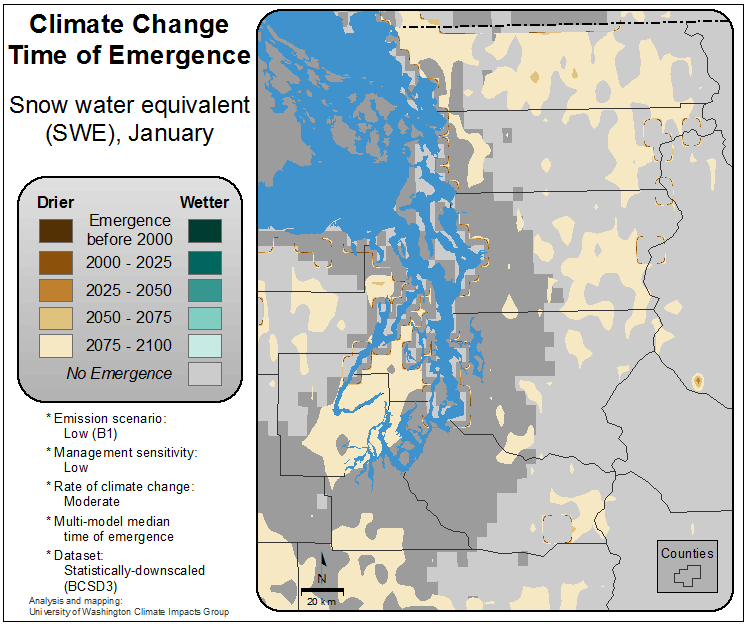 Climate Change
Time of Emergence
Snow water equivalent
(SWE), January
Drier
Wetter
Emergence
before 2000
2000 - 2025
2025 - 2050
2050 - 2075
2075 - 2100
No Emergence
* Emission scenario:
Low (B1)
* Management sensitivity:
Low
* Rate of climate change:
Moderate
* Multi-model median
time of emergence
* Dataset:
Statistically-downscaled
(BCSD3)
Analysis and mapping:
University of Washington Climate Impacts Group
N
20 km
Counties